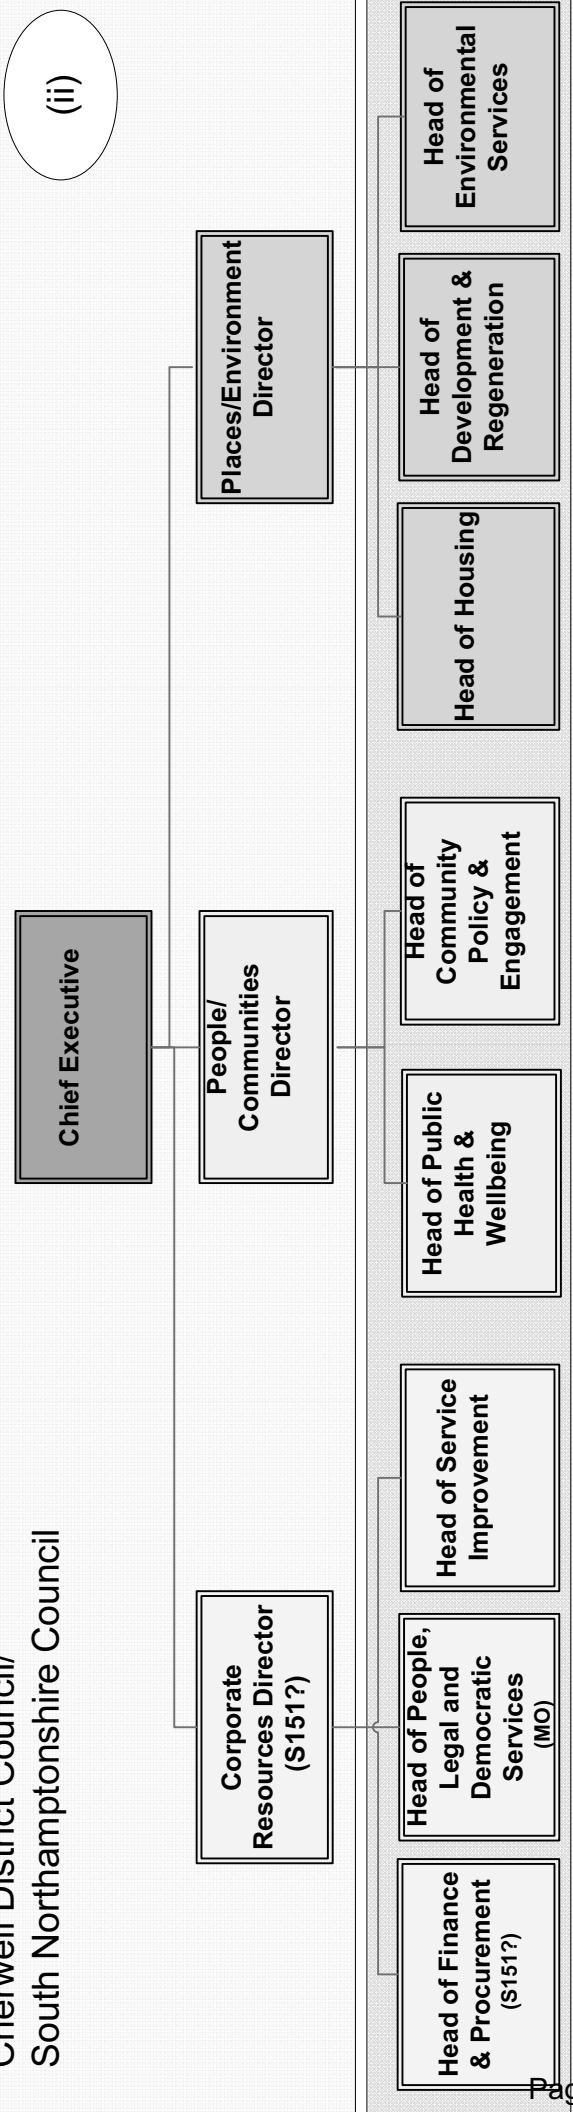 Cherwell District Council/
South Northamptonshire Council
(ii)
Chief Executive
Corporate
Resources Director
(S151?)
People/
Communities
Director
Places/Environment
Director
Head of Finance
& Procurement
(S151?)
Head of People,
Legal and
Democratic
Services
(MO)
Head of Service
Improvement
Head of Public
Health &
Wellbeing
Head of
Community
Policy &
Engagement
Head of Housing
Head of
Development &
Regeneration
Head of
Environmental
Services